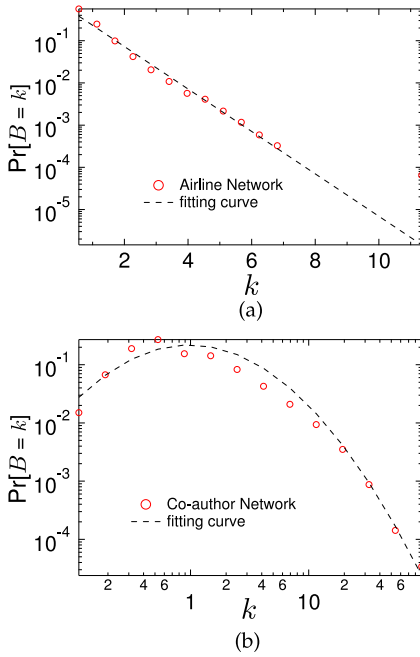 10^-1
10^-2
10^-3
10^-4
10^-5
Pr[B = k]
Airline Network
fitting curve
2 4 6 8 10
k
(a)
10^-1
10^-2
10^-3
10^-4
Pr[B = k]
Co-author Network
fitting curve
2 4 6 1 2 4 6 10 2 4 6
k
(b)